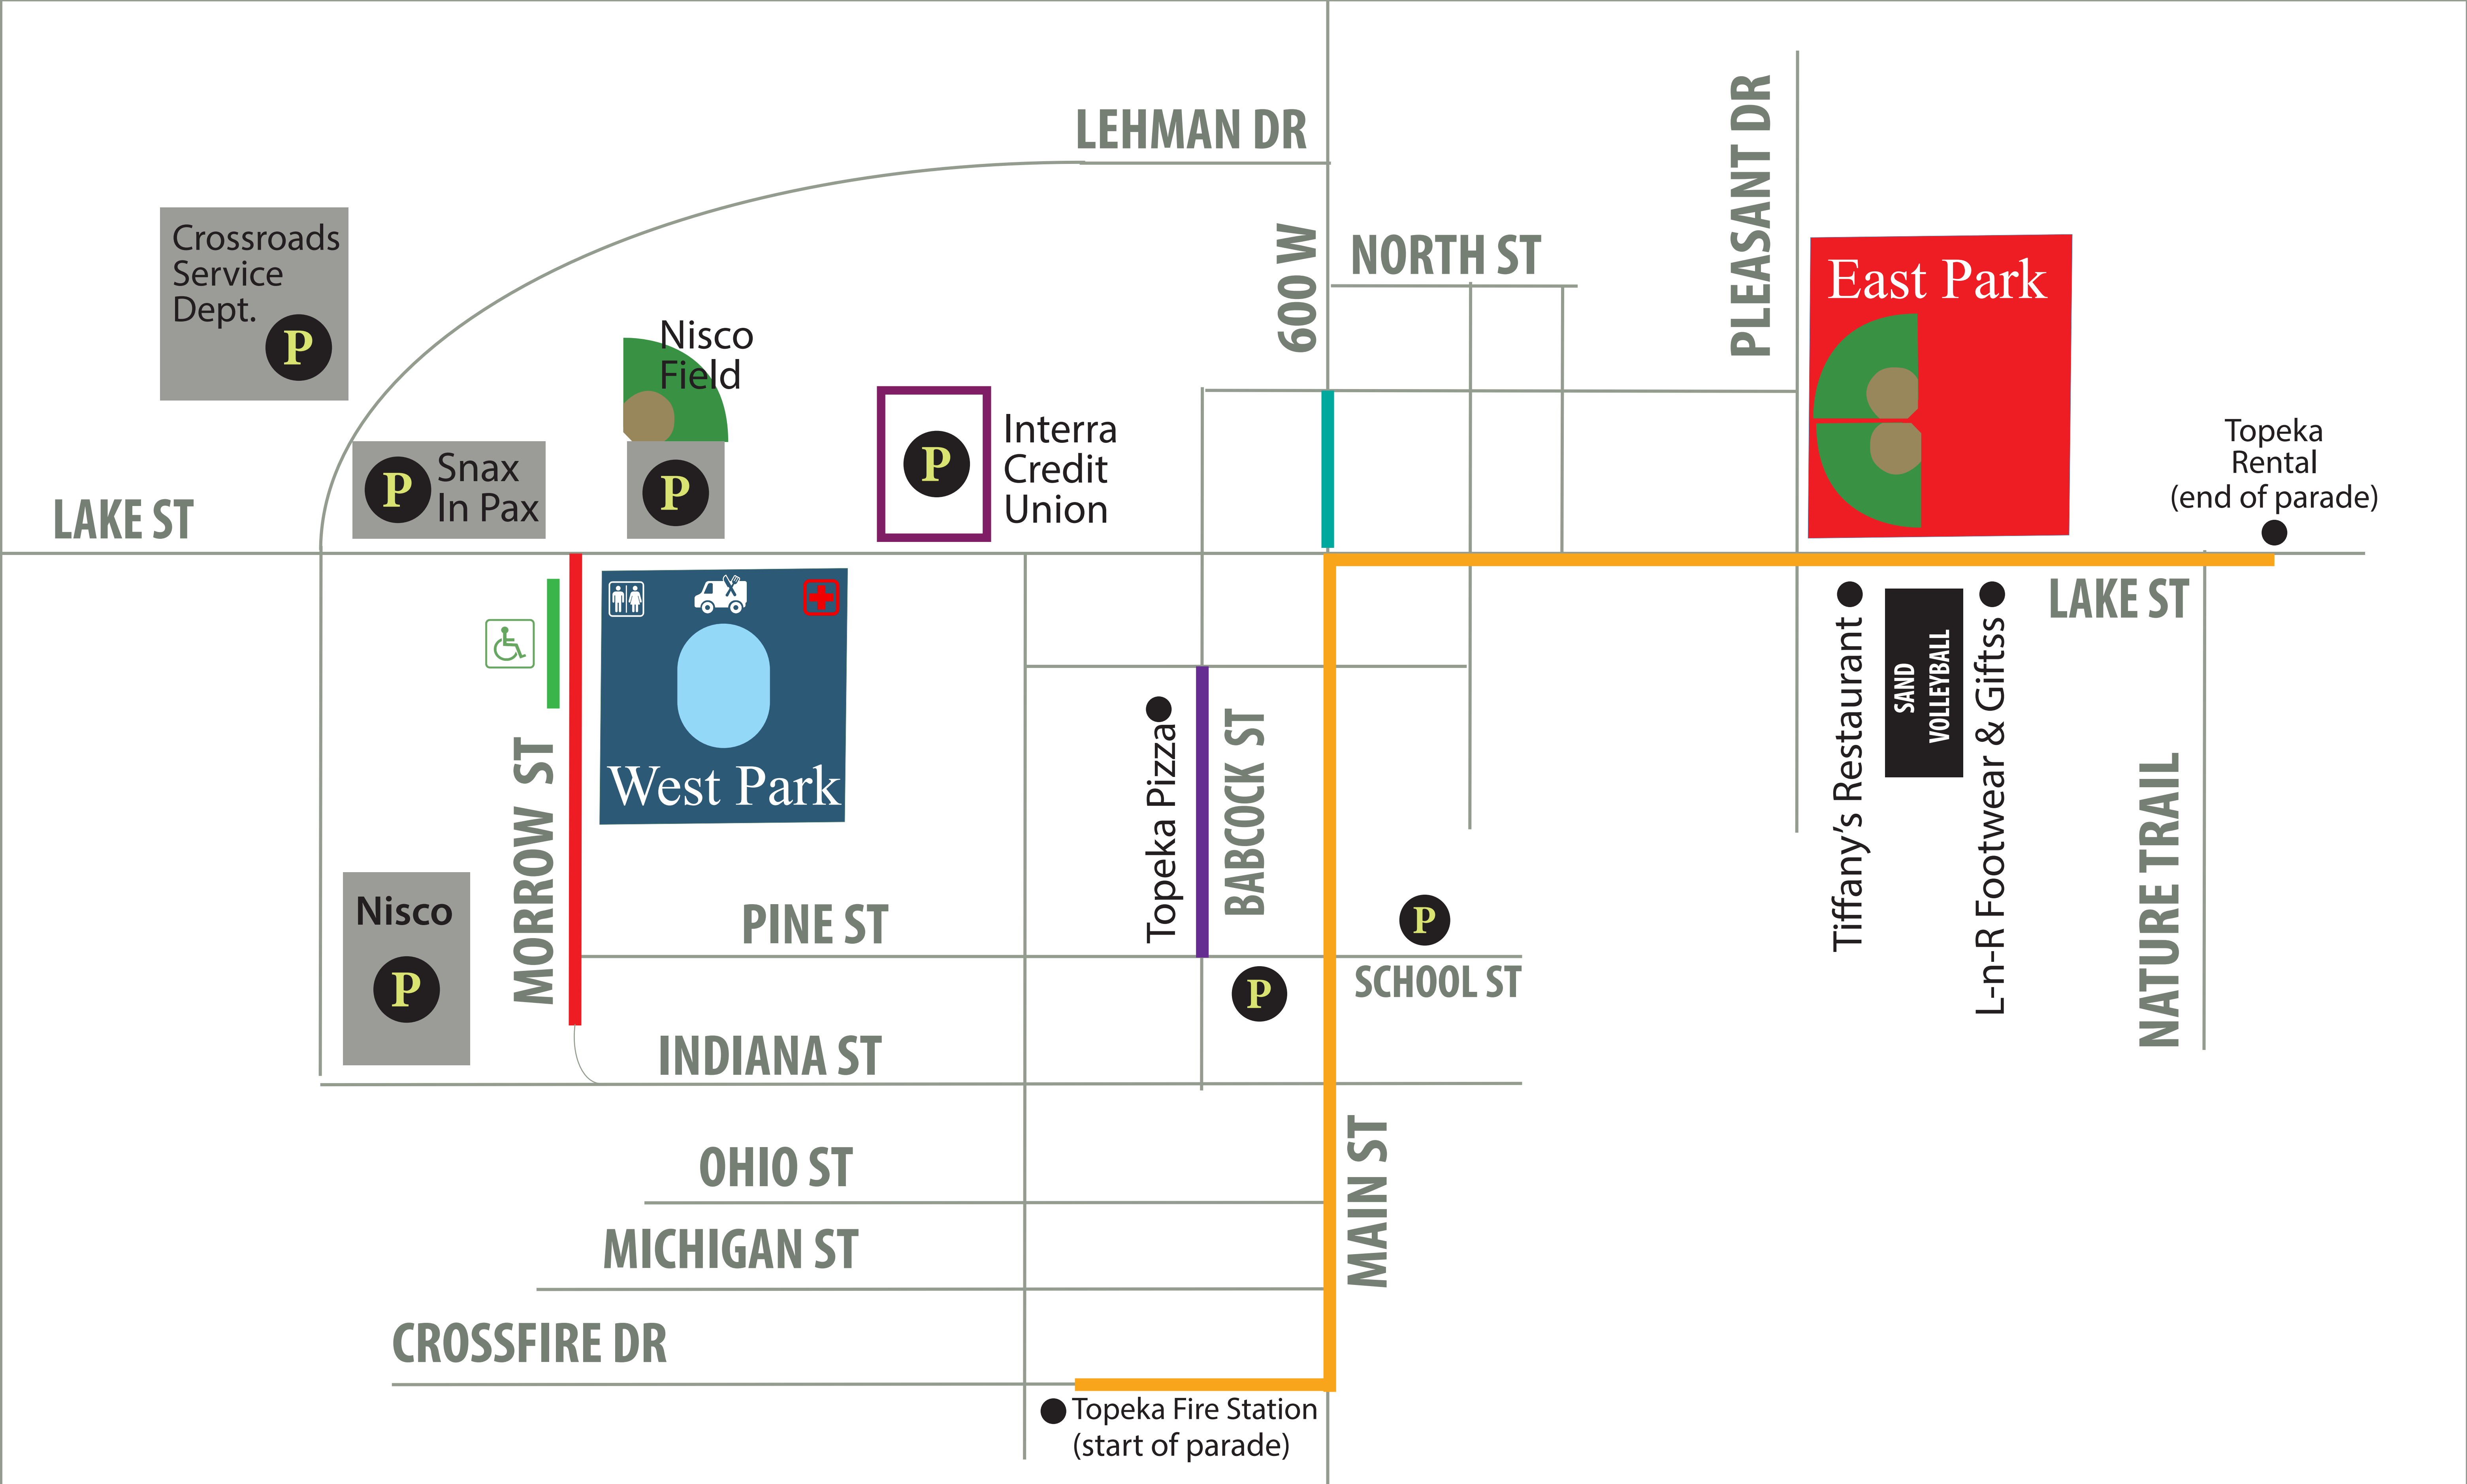 LEHMAN DR
PLEASANT DR
Crossroads
Service
Dept.
P
600 W
NORTH ST
East Park
Nisco
Field
Interra
Credit
Union
P
Topeka
Rental
(end of parade)
Snax
In Pax
P
P
LAKE ST
LAKE ST
West Park
MORROW ST
Topeka Pizza
BABCOCK ST
Tifffany's Restaurant
SAND
VOLLEYBALL
L-n-R Footwear & Giftss
NATURE TRAIL
Nisco
P
PINE ST
P
SCHOOL ST
P
INDIANA ST
OHIO ST
MAIN ST
MICHIGAN ST
CROSSFIRE DR
Topeka Fire Station
(start of parade)